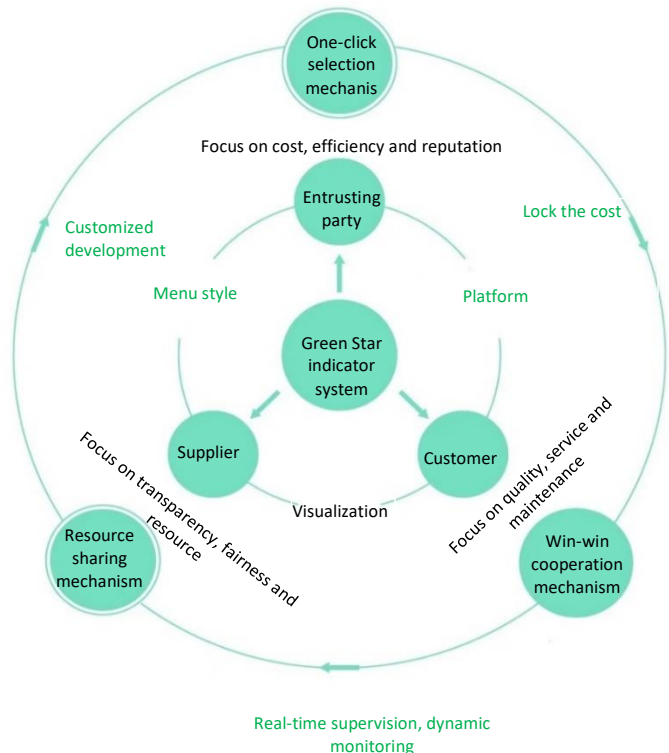 One-click
selection
mechanis
Focus on cost, efficiency and reputation
Entrusting
party
Customized
development
Lock the cost
Menu style
Platform
Green Star
indicator
system
Supplier
Customer
Focus on transparency, fairness and
resource
Visualization
Focus on quality, service and
maintenance
Resource
sharing
mechanism
Win-win
cooperation
mechanism
Real-time supervision, dynamic
monitoring